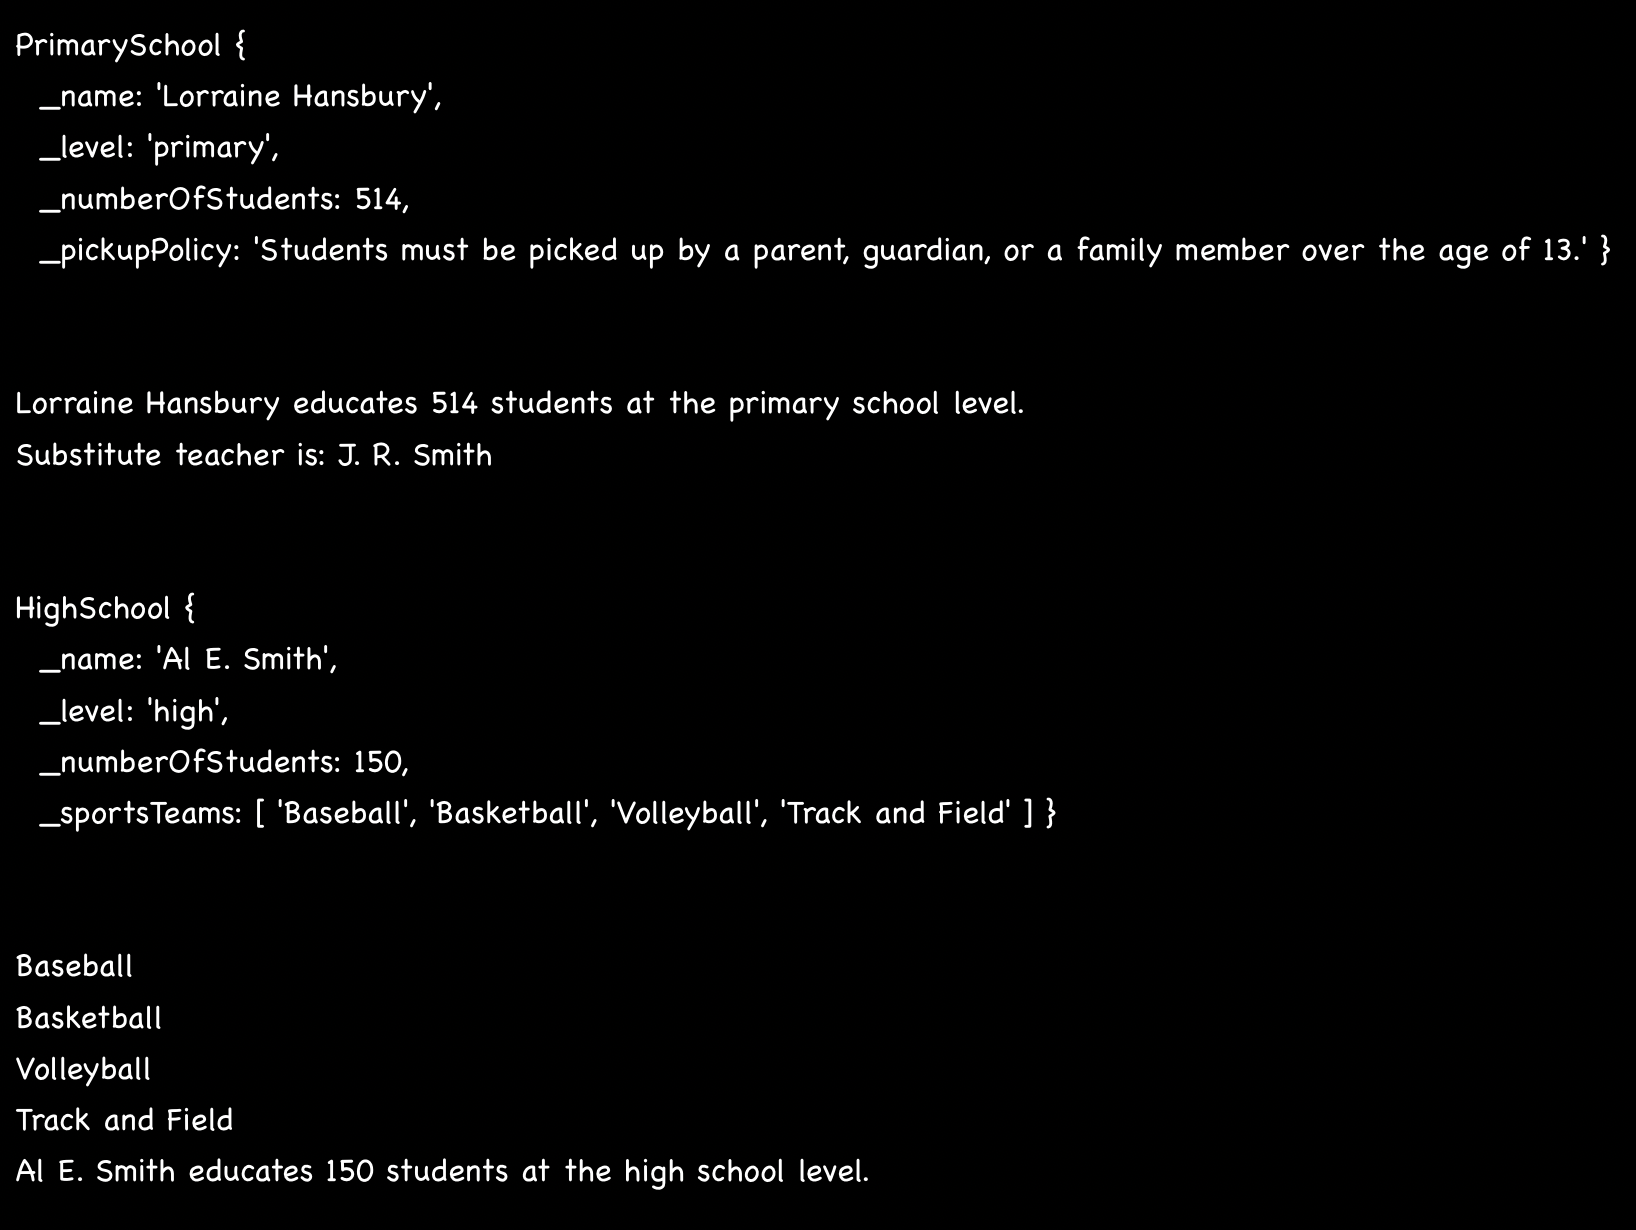 PrimarySchool {
_name: 'Lorraine Hansbury',
_level: 'primary',
_numberOfStudents: 514,
_pickupPolicy: 'Students must be picked up by a parent, guardian, or a family member over the age of 13.' }
Lorraine Hansbury educates 514 students at the primary school level.
Substitute teacher is: J. R. Smith
HighSchool {
_name: 'Al E. Smith',
_level: 'high',
_numberOfStudents: 150,
_sportsTeams: [ 'Baseball', 'Basketball', 'Volleyball', 'Track and Field' ] }
Baseball
Basketball
Volleyball
Track and Field
Al E. Smith educates 150 students at the high school level.